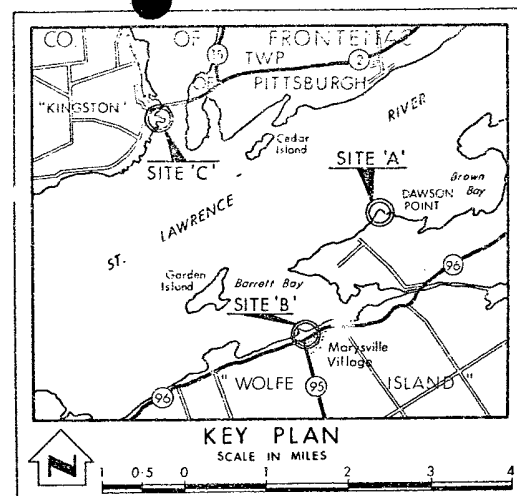 CO. OF FRONTENAC
15 TWP 2
OF PITTSBURGH
"KINGSTON"
RIVER
Cedar
Island
SITE 'C'
SITE 'A'
Brown
Bay
DAWSON
POINT
ST. LAWRENCE
96
Garden
Island
Barrett Bay
SITE 'B'
Marysville
Village
"WOLFE ISLAND"
96
95
KEY PLAN
SCALE IN MILES
N
1 0·5 0 1 2 3 4